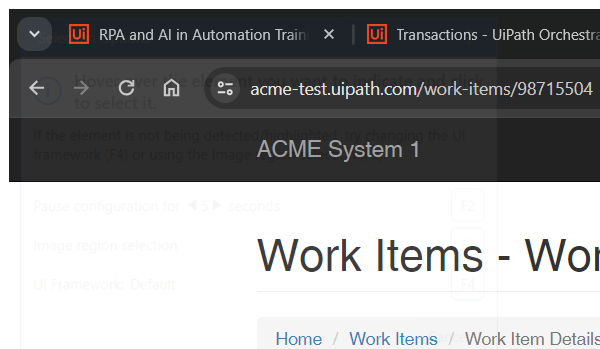 RPA and AI in Automation Train
Transactions - UiPath Orchestra
Hover over the element you want to indicate and click
to select it.
acme-test.uipath.com/work-items/98715504
If the element is not being detected/highlighted, try changing the UI
framework (F4) or using the Image
ACME System 1
Pause configuration for 5 seconds
F2
Image region selection
Work Items - Wor
UI Framework: Default
F4
Home / Work Items / Work Item Details